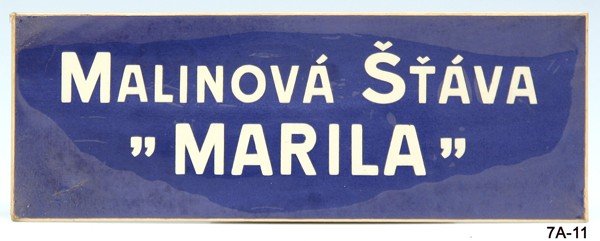 MALINOVÁ ŠŤÁVA
” MARILA ”
7A-11